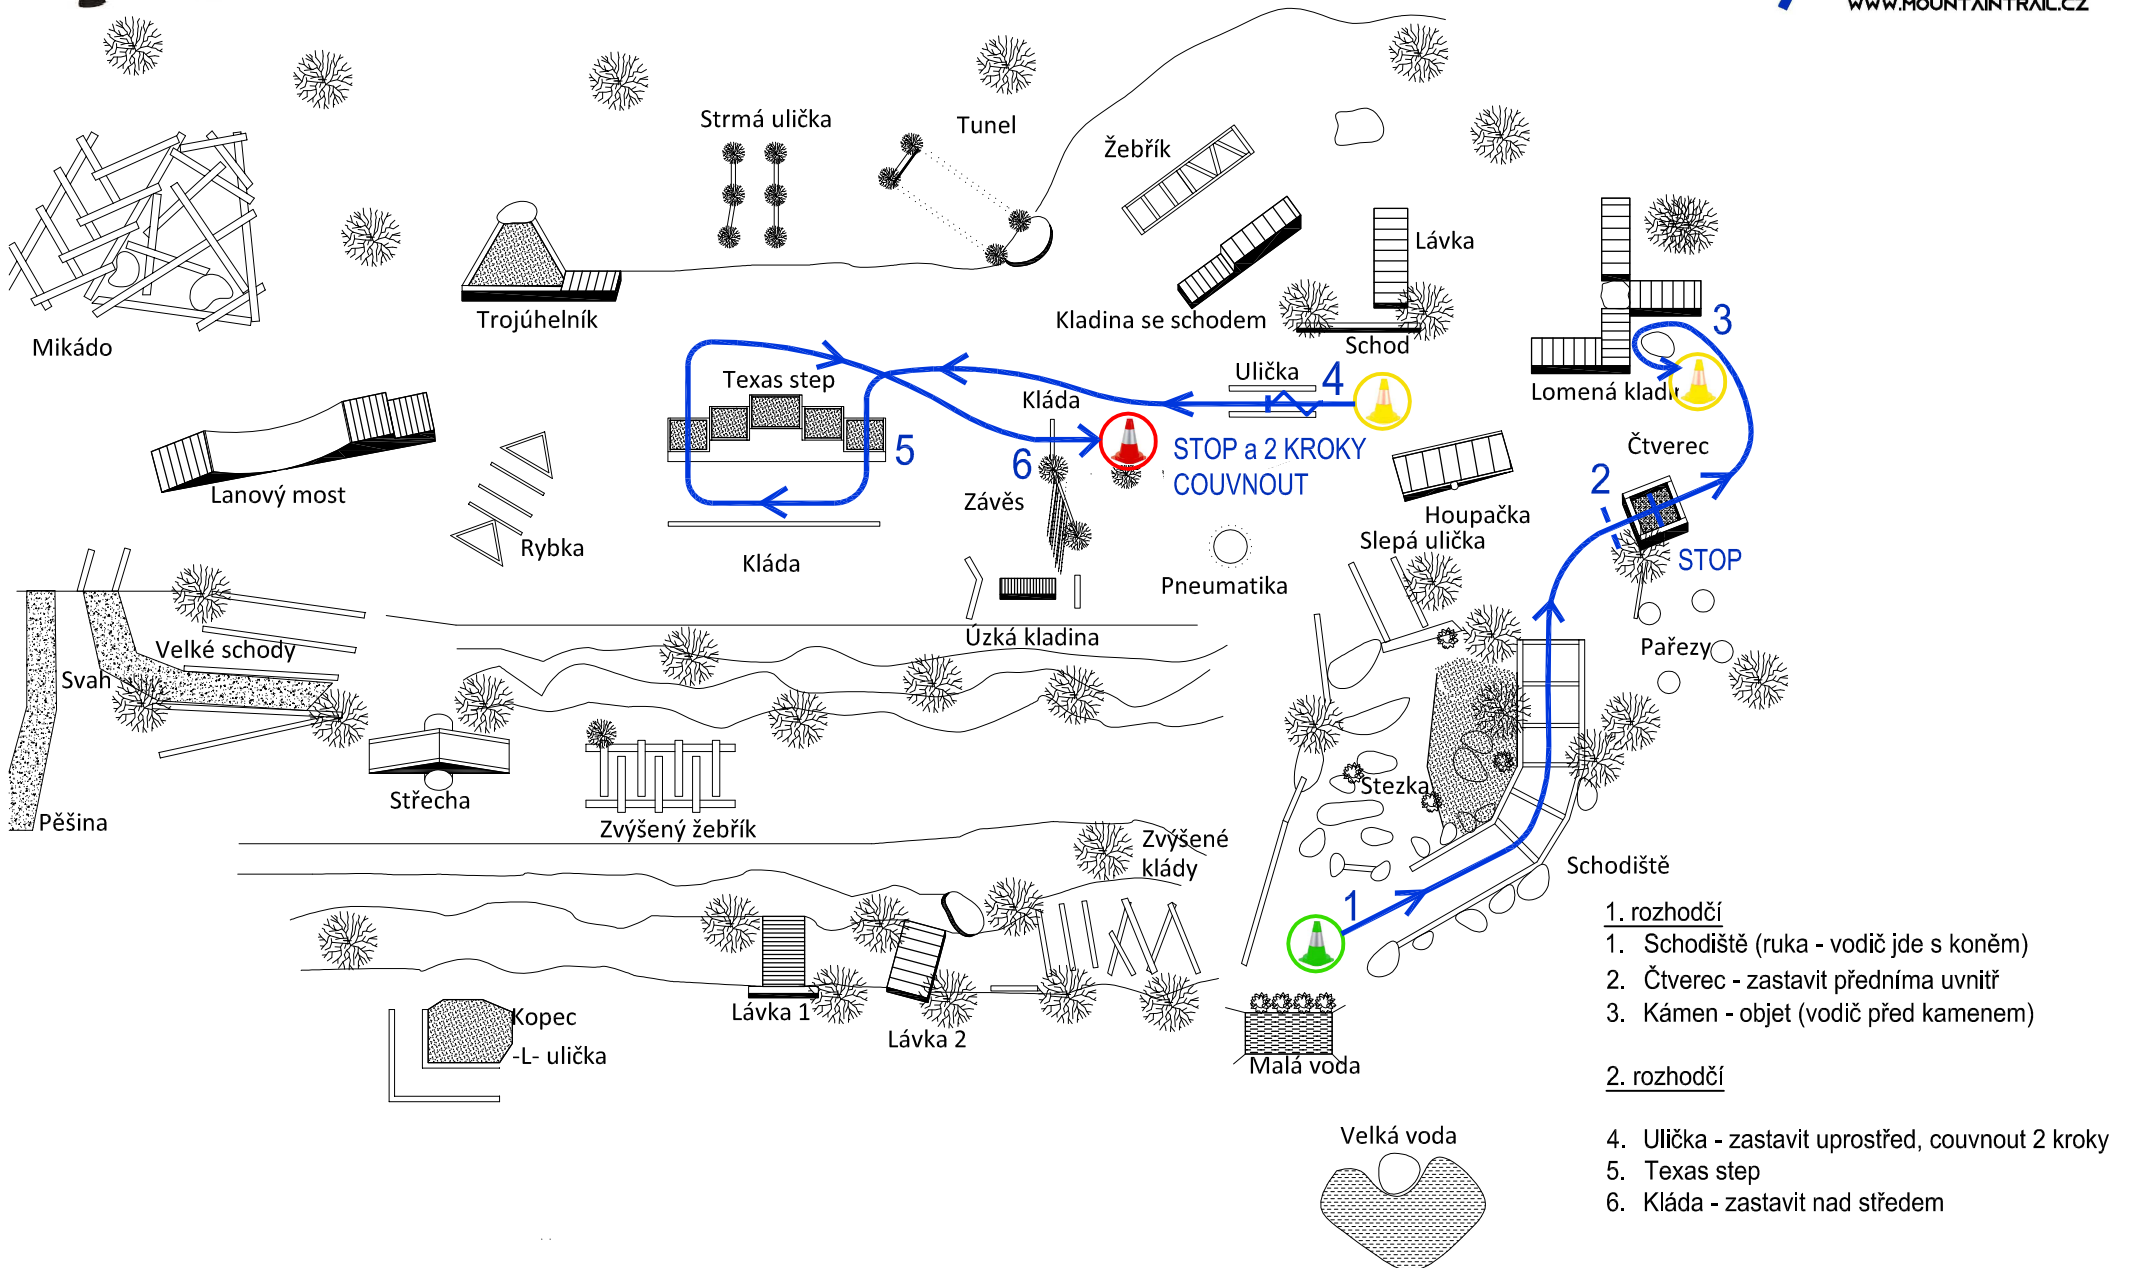 WWW.MOUNTAINTRAIL.CZ
Strmá ulička
Tunel
Žebřík
Lávka
Mikádo
Trojúhelník
Kladina se schodem
Schod
3
Texas step
Ulička
4
Lomená kladi
Kláda
Čtverec
5
6
STOP a 2 KROKY
COUVNOUT
2
Lanový most
Závěs
Houpačka
Rybka
Kláda
Slepá ulička
STOP
Pneumatika
Úzká kladina
Velké schody
Pařezy
Svah
Stezka
Střecha
Zvýšený žebřík
Pěšina
Zvýšené
klády
Schodiště
1
Lávka 1
Lávka 2
Kopec
-L- ulička
Malá voda
Velká voda
1. rozhodčí
1. Schodiště (ruka - vodič jde s koněm)
2. Čtverec - zastavit předníma uvnitř
3. Kámen - objet (vodič před kamenem)
2. rozhodčí
4. Ulička - zastavit uprostřed, couvnout 2 kroky
5. Texas step
6. Kláda - zastavit nad středem